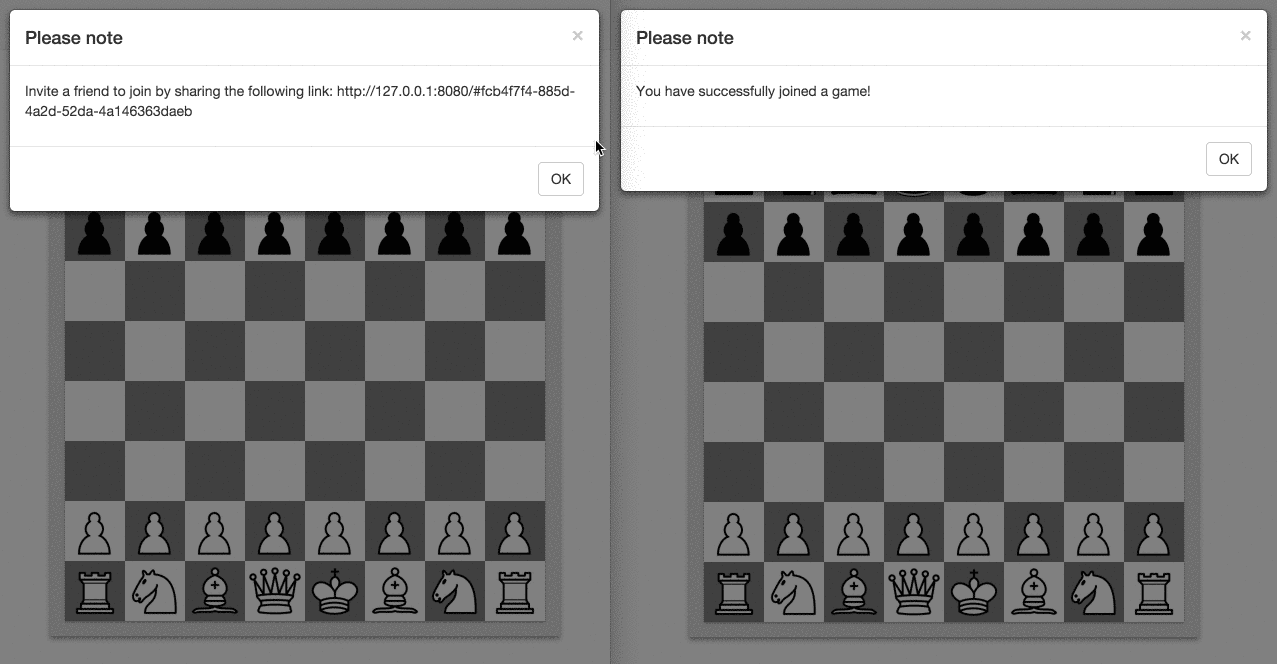 Please note
×
Invite a friend to join by sharing the following link: http://127.0.0.1:8080/#fcb4f7f4-885d-
4a2d-52da-4a146363daeb
OK
Please note
×
You have successfully joined a game!
OK